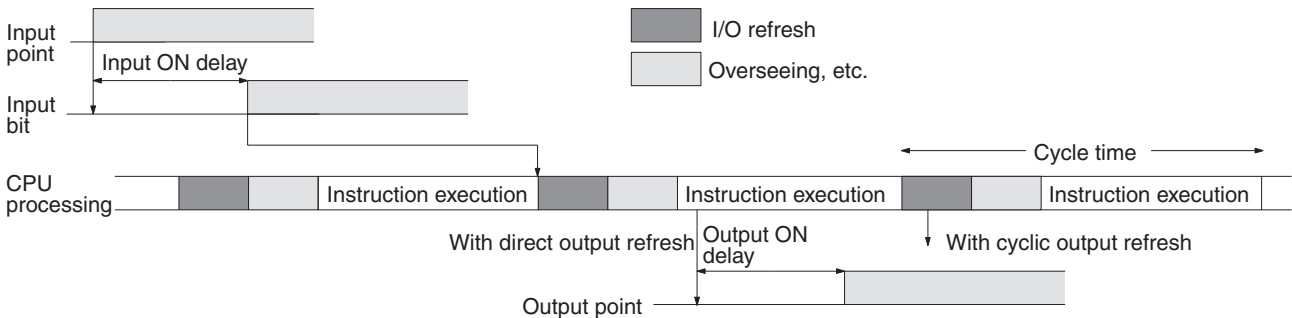 Input
point
Input ON delay
I/O refresh
Overseeing, etc.
Input
bit
Cycle time
CPU
processing
Instruction execution
Instruction execution
Instruction execution
With direct output refresh
Output ON
delay
With cyclic output refresh
Output point